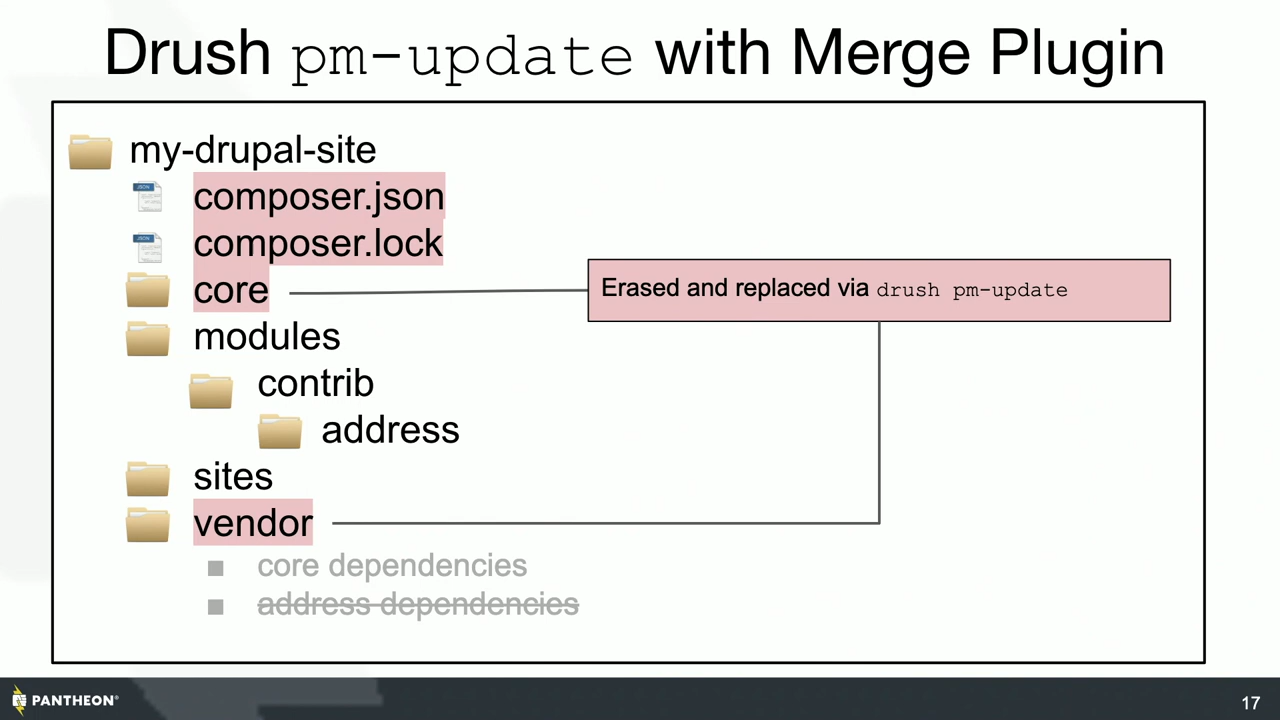 Drush pm-update with Merge Plugin
my-drupal-site
composer.json
composer.lock
core
Erased and replaced via drush pm-update
modules
contrib
address
sites
vendor
core dependencies
address dependencies
PANTHEON
17